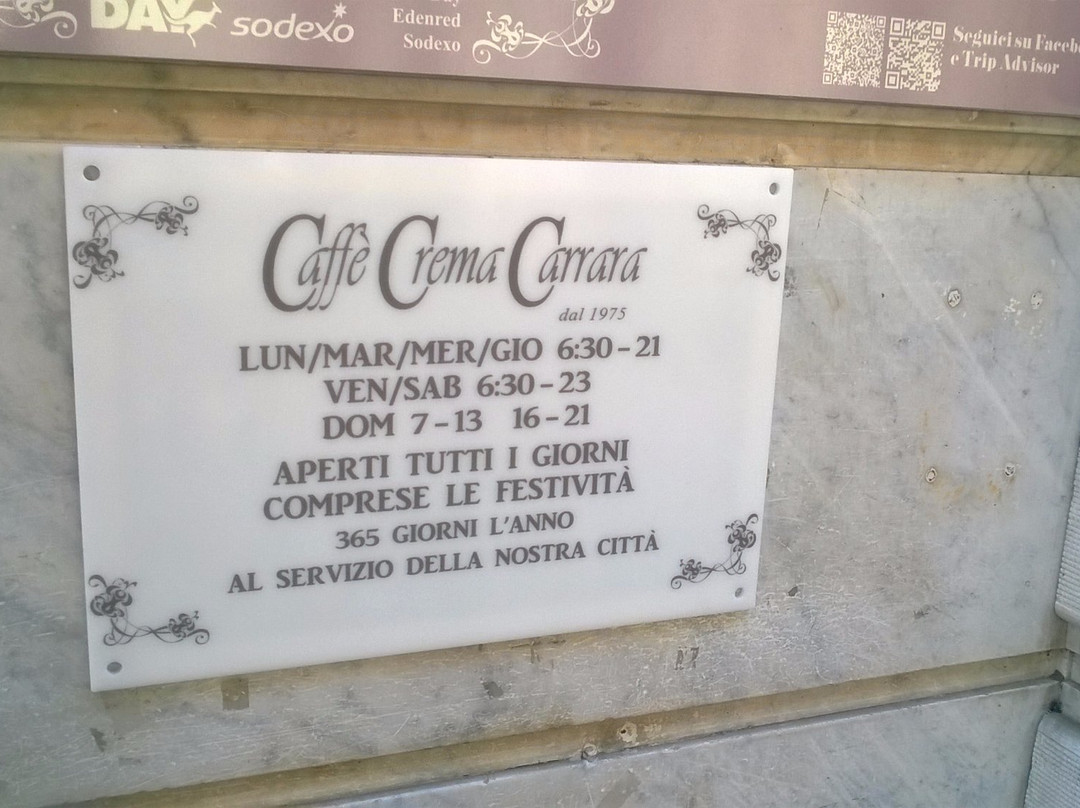 DAY
sodexo
Edenred
Sodexo
Seguici su
e Trip Advisor
Caffè Crema Carrara
dal 1975
LUN/MAR/MER/GIO 6:30–21
VEN/SAB 6:30–23
DOM 7–13 16–21
APERTI TUTTI I GIORNI
COMPRESE LE FESTIVITÀ
365 GIORNI L'ANNO
AL SERVIZIO DELLA NOSTRA CITTÀ